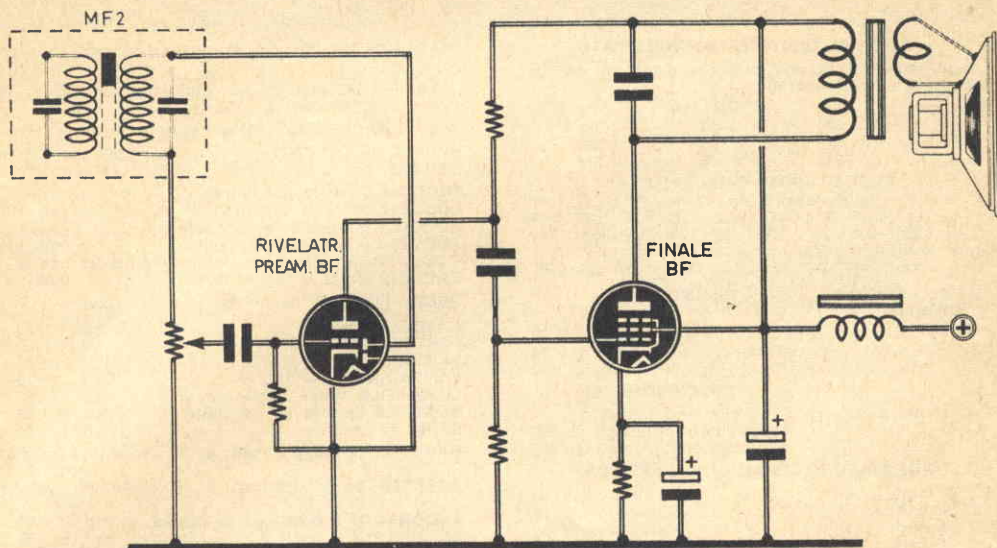 MF2
RIVELATR.
PREAM. BF.
FINALE
BF
+
+
+